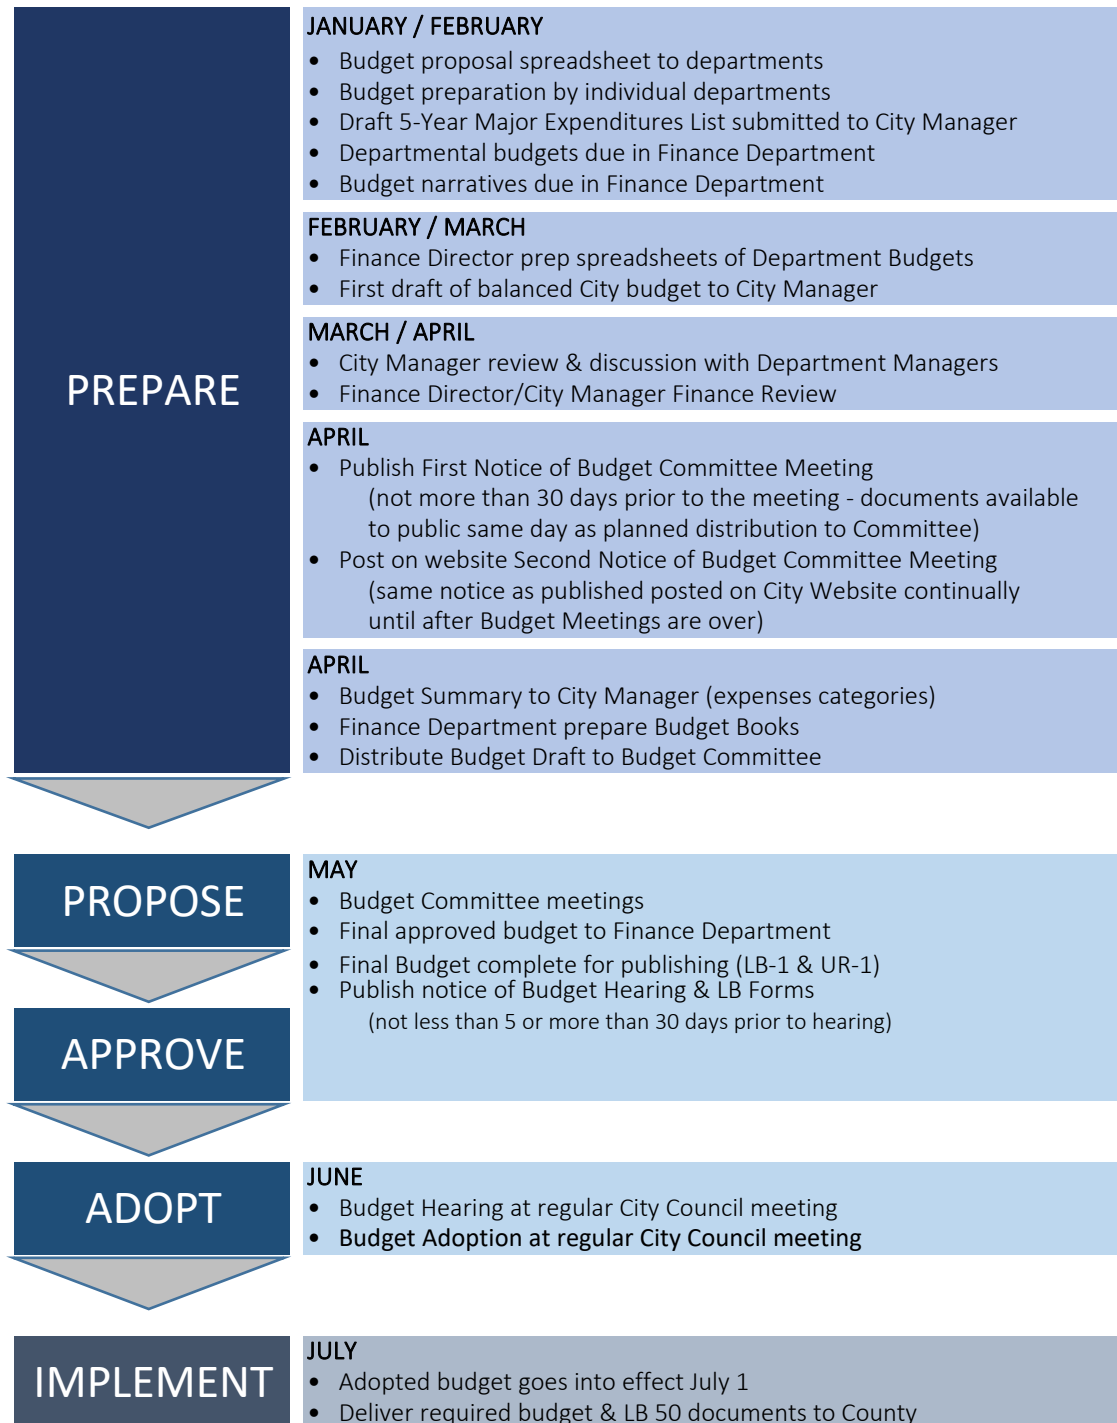 PREPARE
JANUARY / FEBRUARY
• Budget proposal spreadsheet to departments
• Budget preparation by individual departments
• Draft 5-Year Major Expenditures List submitted to City Manager
• Departmental budgets due in Finance Department
• Budget narratives due in Finance Department
FEBRUARY / MARCH
• Finance Director prep spreadsheets of Department Budgets
• First draft of balanced City budget to City Manager
MARCH / APRIL
• City Manager review & discussion with Department Managers
• Finance Director/City Manager Finance Review
APRIL
• Publish First Notice of Budget Committee Meeting
(not more than 30 days prior to the meeting - documents available
to public same day as planned distribution to Committee)
• Post on website Second Notice of Budget Committee Meeting
(same notice as published posted on City Website continually
until after Budget Meetings are over)
APRIL
• Budget Summary to City Manager (expenses categories)
• Finance Department prepare Budget Books
• Distribute Budget Draft to Budget Committee
PROPOSE
APPROVE
MAY
• Budget Committee meetings
• Final approved budget to Finance Department
• Final Budget complete for publishing (LB-1 & UR-1)
• Publish notice of Budget Hearing & LB Forms
(not less than 5 or more than 30 days prior to hearing)
ADOPT
JUNE
• Budget Hearing at regular City Council meeting
• Budget Adoption at regular City Council meeting
IMPLEMENT
JULY
• Adopted budget goes into effect July 1
• Deliver required budget & LB 50 documents to County